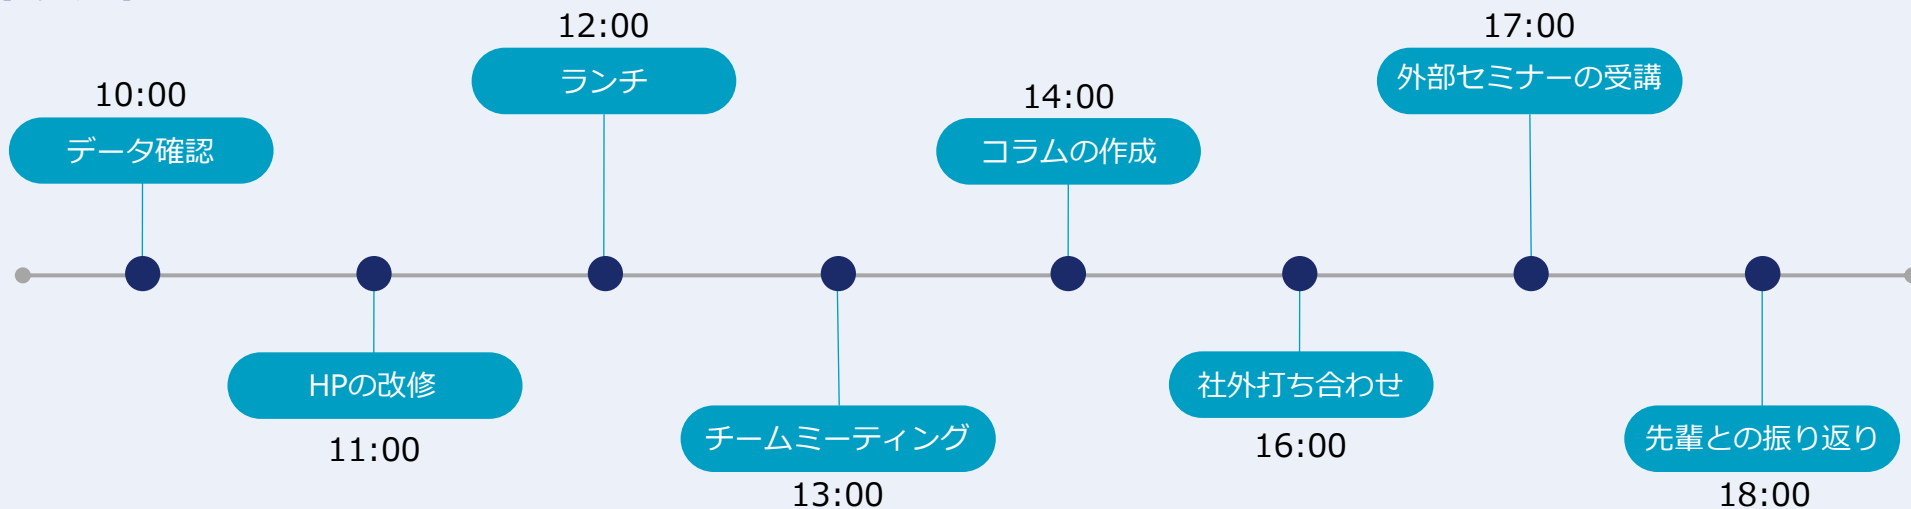 10:00
データ確認
HPの改修
11:00
12:00
ランチ
チームミーティング
13:00
14:00
コラムの作成
社外打ち合わせ
16:00
17:00
外部セミナーの受講
先輩との振り返り
18:00